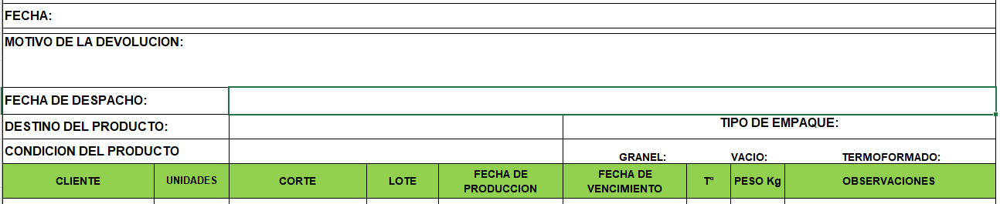 FECHA:
MOTIVO DE LA DEVOLUCION:
FECHA DE DESPACHO:
DESTINO DEL PRODUCTO:
TIPO DE EMPAQUE:
CONDICION DEL PRODUCTO
GRANEL: VACIO: TERMOFORMADO:
CLIENTE UNIDADES CORTE LOTE FECHA DE PRODUCCION FECHA DE VENCIMIENTO T° PESO Kg OBSERVACIONES